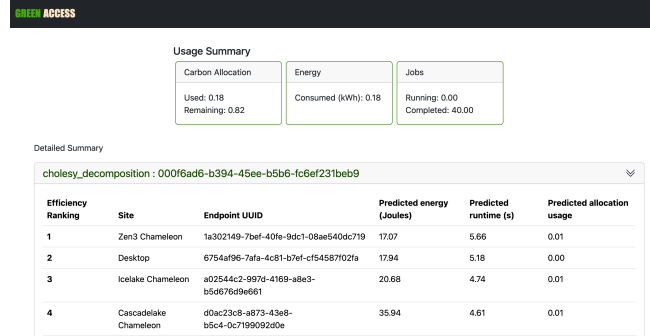 GREEN ACCESS
Usage Summary
Carbon Allocation
Used: 0.18
Remaining: 0.82
Energy
Consumed (kWh): 0.18
Jobs
Running: 0.00
Completed: 40.00
Detailed Summary
cholesy_decomposition : 000f6ad6-b394-45ee-b5b6-fc6ef231beb9
Efficiency Ranking Site Endpoint UUID Predicted energy (Joules) Predicted runtime (s) Predicted allocation usage
1 Zen3 Chameleon 1a302149-7bef-40fe-9dc1-08ae540dc719 17.07 5.66 0.01
2 Desktop 6754af96-7afa-4c81-b7ef-cf54587f02fa 17.94 5.18 0.00
3 Icelake Chameleon a02544c2-997d-4169-a8e3-b5d676d9e661 20.68 4.74 0.01
4 Cascadelake Chameleon d0ac23c8-a873-43e8-b5c4-0c7199092d0e 35.94 4.61 0.01